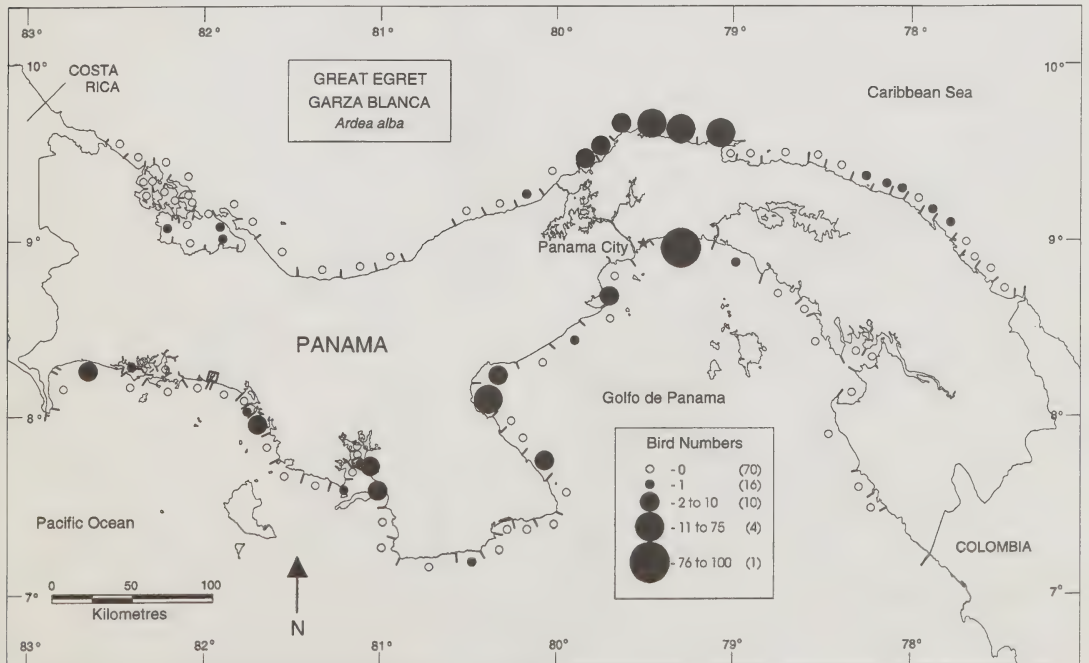 83° 82° 81° 80° 79° 78°
10° 10°
COSTA
RICA
GREAT EGRET
GARZA BLANCA
Ardea alba
Caribbean Sea
9° 9°
Panama City
PANAMA
8° 8°
Golfo de Panama
Bird Numbers
- 0 (70)
- 1 (16)
- 2 to 10 (10)
- 11 to 75 (4)
- 76 to 100 (1)
Pacific Ocean
COLOMBIA
0 50 100
Kilometres
N
7° 7°
83° 82° 81° 80° 79° 78°